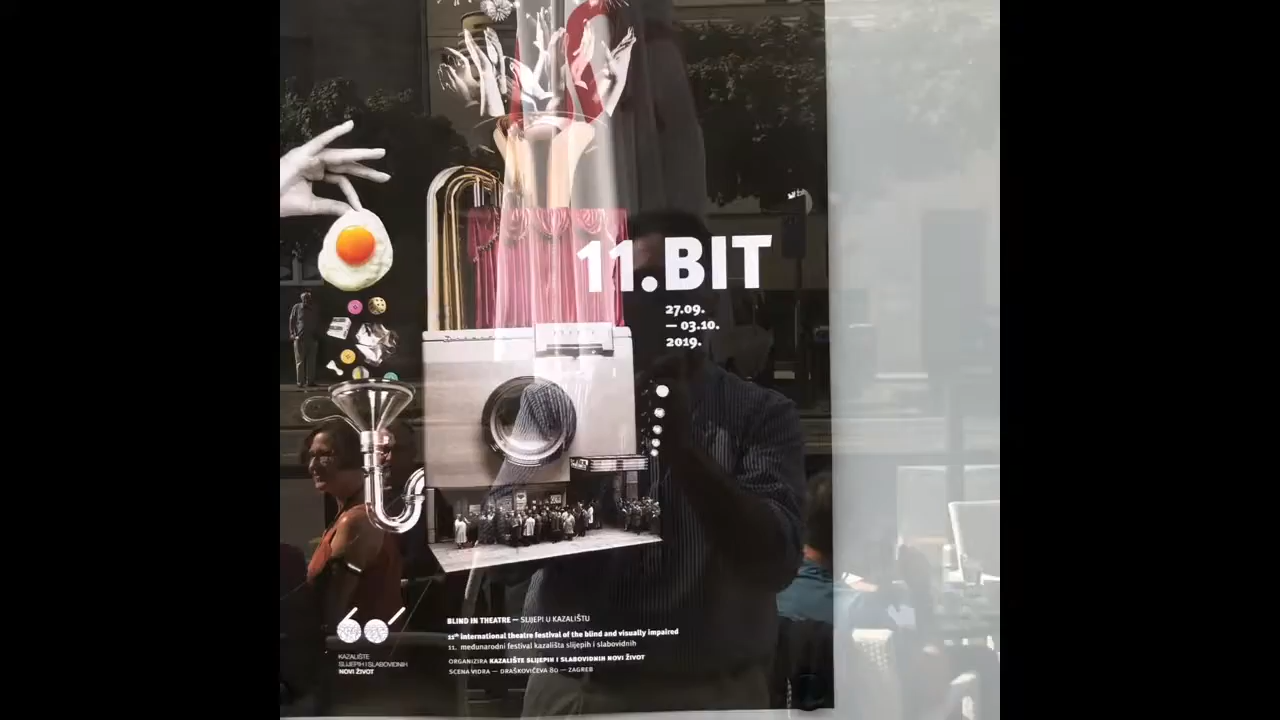 11.BIT
27.09.
— 03.10.
2019.
BLIND IN THEATRE — SLIJEPI U KAZALIŠTU
11th international theatre festival of the blind and visually impaired
11. međunarodni festival kazališta slijepih i slabovidnih
ORGANIZIRA KAZALIŠTE SLIJEPIH I SLABOVIDNIH NOVI ŽIVOT
SCENA VIDRA — DRAŠKOVIĆEVA 80 — ZAGREB
KAZALIŠTE
SLIJEPIH I SLABOVIDNIH
NOVI ŽIVOT